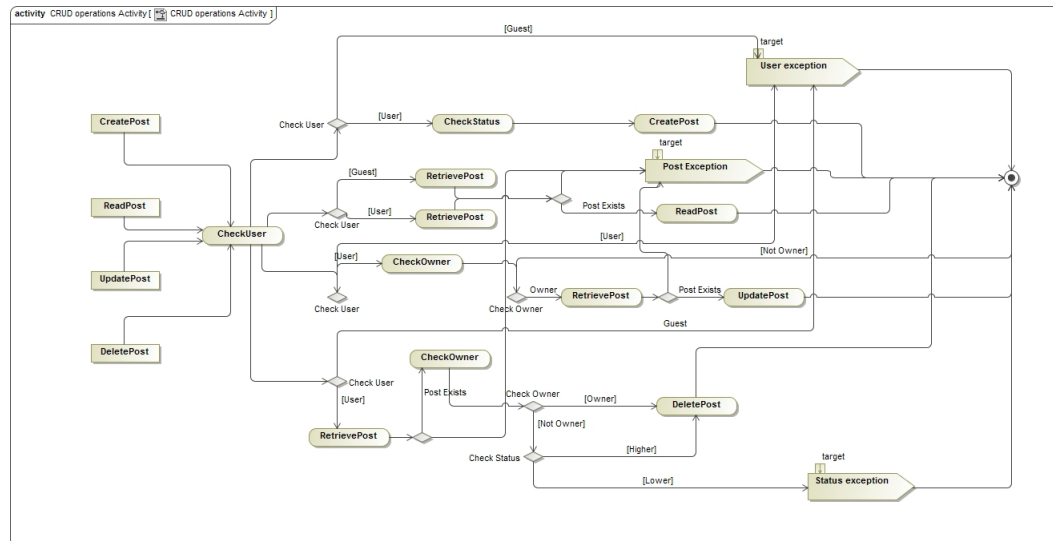 activity CRUD operations Activity [ CRUD operations Activity ]
[Guest]
target
User exception
CreatePost
Check User
[User]
CheckStatus
CreatePost
target
Post Exception
[Guest]
RetrievePost
ReadPost
[User]
RetrievePost
Check User
Post Exists
ReadPost
CheckUser
[User]
[Not Owner]
[User]
CheckOwner
UpdatePost
Check User
Check Owner
Owner
RetrievePost
Post Exists
UpdatePost
Guest
DeletePost
CheckOwner
Check User
Post Exists
Check Owner
[User]
[Owner]
DeletePost
[Not Owner]
RetrievePost
Check Status
[Higher]
target
[Lower]
Status exception